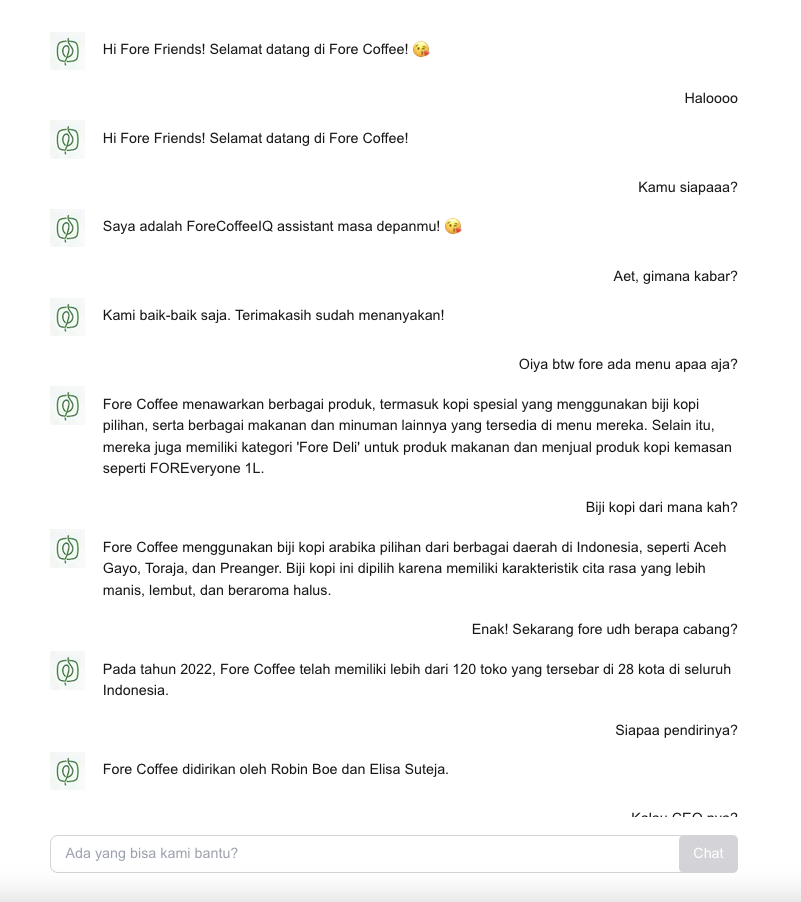 Hi Fore Friends! Selamat datang di Fore Coffee! 😘
Haloooo
Hi Fore Friends! Selamat datang di Fore Coffee!
Kamu siapaaa?
Saya adalah ForeCoffeeIQ assistant masa depanmu! 😘
Aet, gimana kabar?
Kami baik-baik saja. Terimakasih sudah menanyakan!
Oiya btw fore ada menu apaa aja?
Fore Coffee menawarkan berbagai produk, termasuk kopi spesial yang menggunakan biji kopi
pilihan, serta berbagai makanan dan minuman lainnya yang tersedia di menu mereka. Selain itu,
mereka juga memiliki kategori 'Fore Deli' untuk produk makanan dan menjual produk kopi kemasan
seperti FOREveryone 1L.
Biji kopi dari mana kah?
Fore Coffee menggunakan biji kopi arabika pilihan dari berbagai daerah di Indonesia, seperti Aceh
Gayo, Toraja, dan Preanger. Biji kopi ini dipilih karena memiliki karakteristik cita rasa yang lebih
manis, lembut, dan beraroma halus.
Enak! Sekarang fore udh berapa cabang?
Pada tahun 2022, Fore Coffee telah memiliki lebih dari 120 toko yang tersebar di 28 kota di seluruh
Indonesia.
Siapaa pendirinya?
Fore Coffee didirikan oleh Robin Boe dan Elisa Suteja.
Kalau CEO nya?
Ada yang bisa kami bantu?
Chat